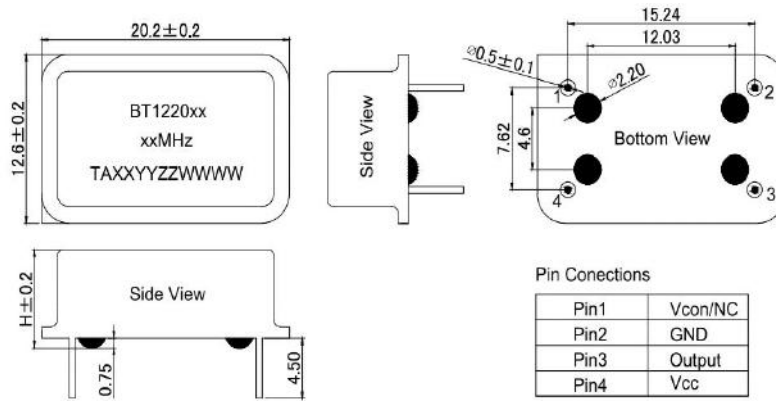 20.2±0.2
12.6±0.2
BT1220xx
xxMHz
TAXXYYZZWWWW
Side View
15.24
12.03
Ø0.5±0.1
Ø2.20
1
2
7.62
4.6
Bottom View
4
3
H±0.2
Side View
0.75
4.50
Pin Conections
Pin1 Vcon/NC
Pin2 GND
Pin3 Output
Pin4 Vcc